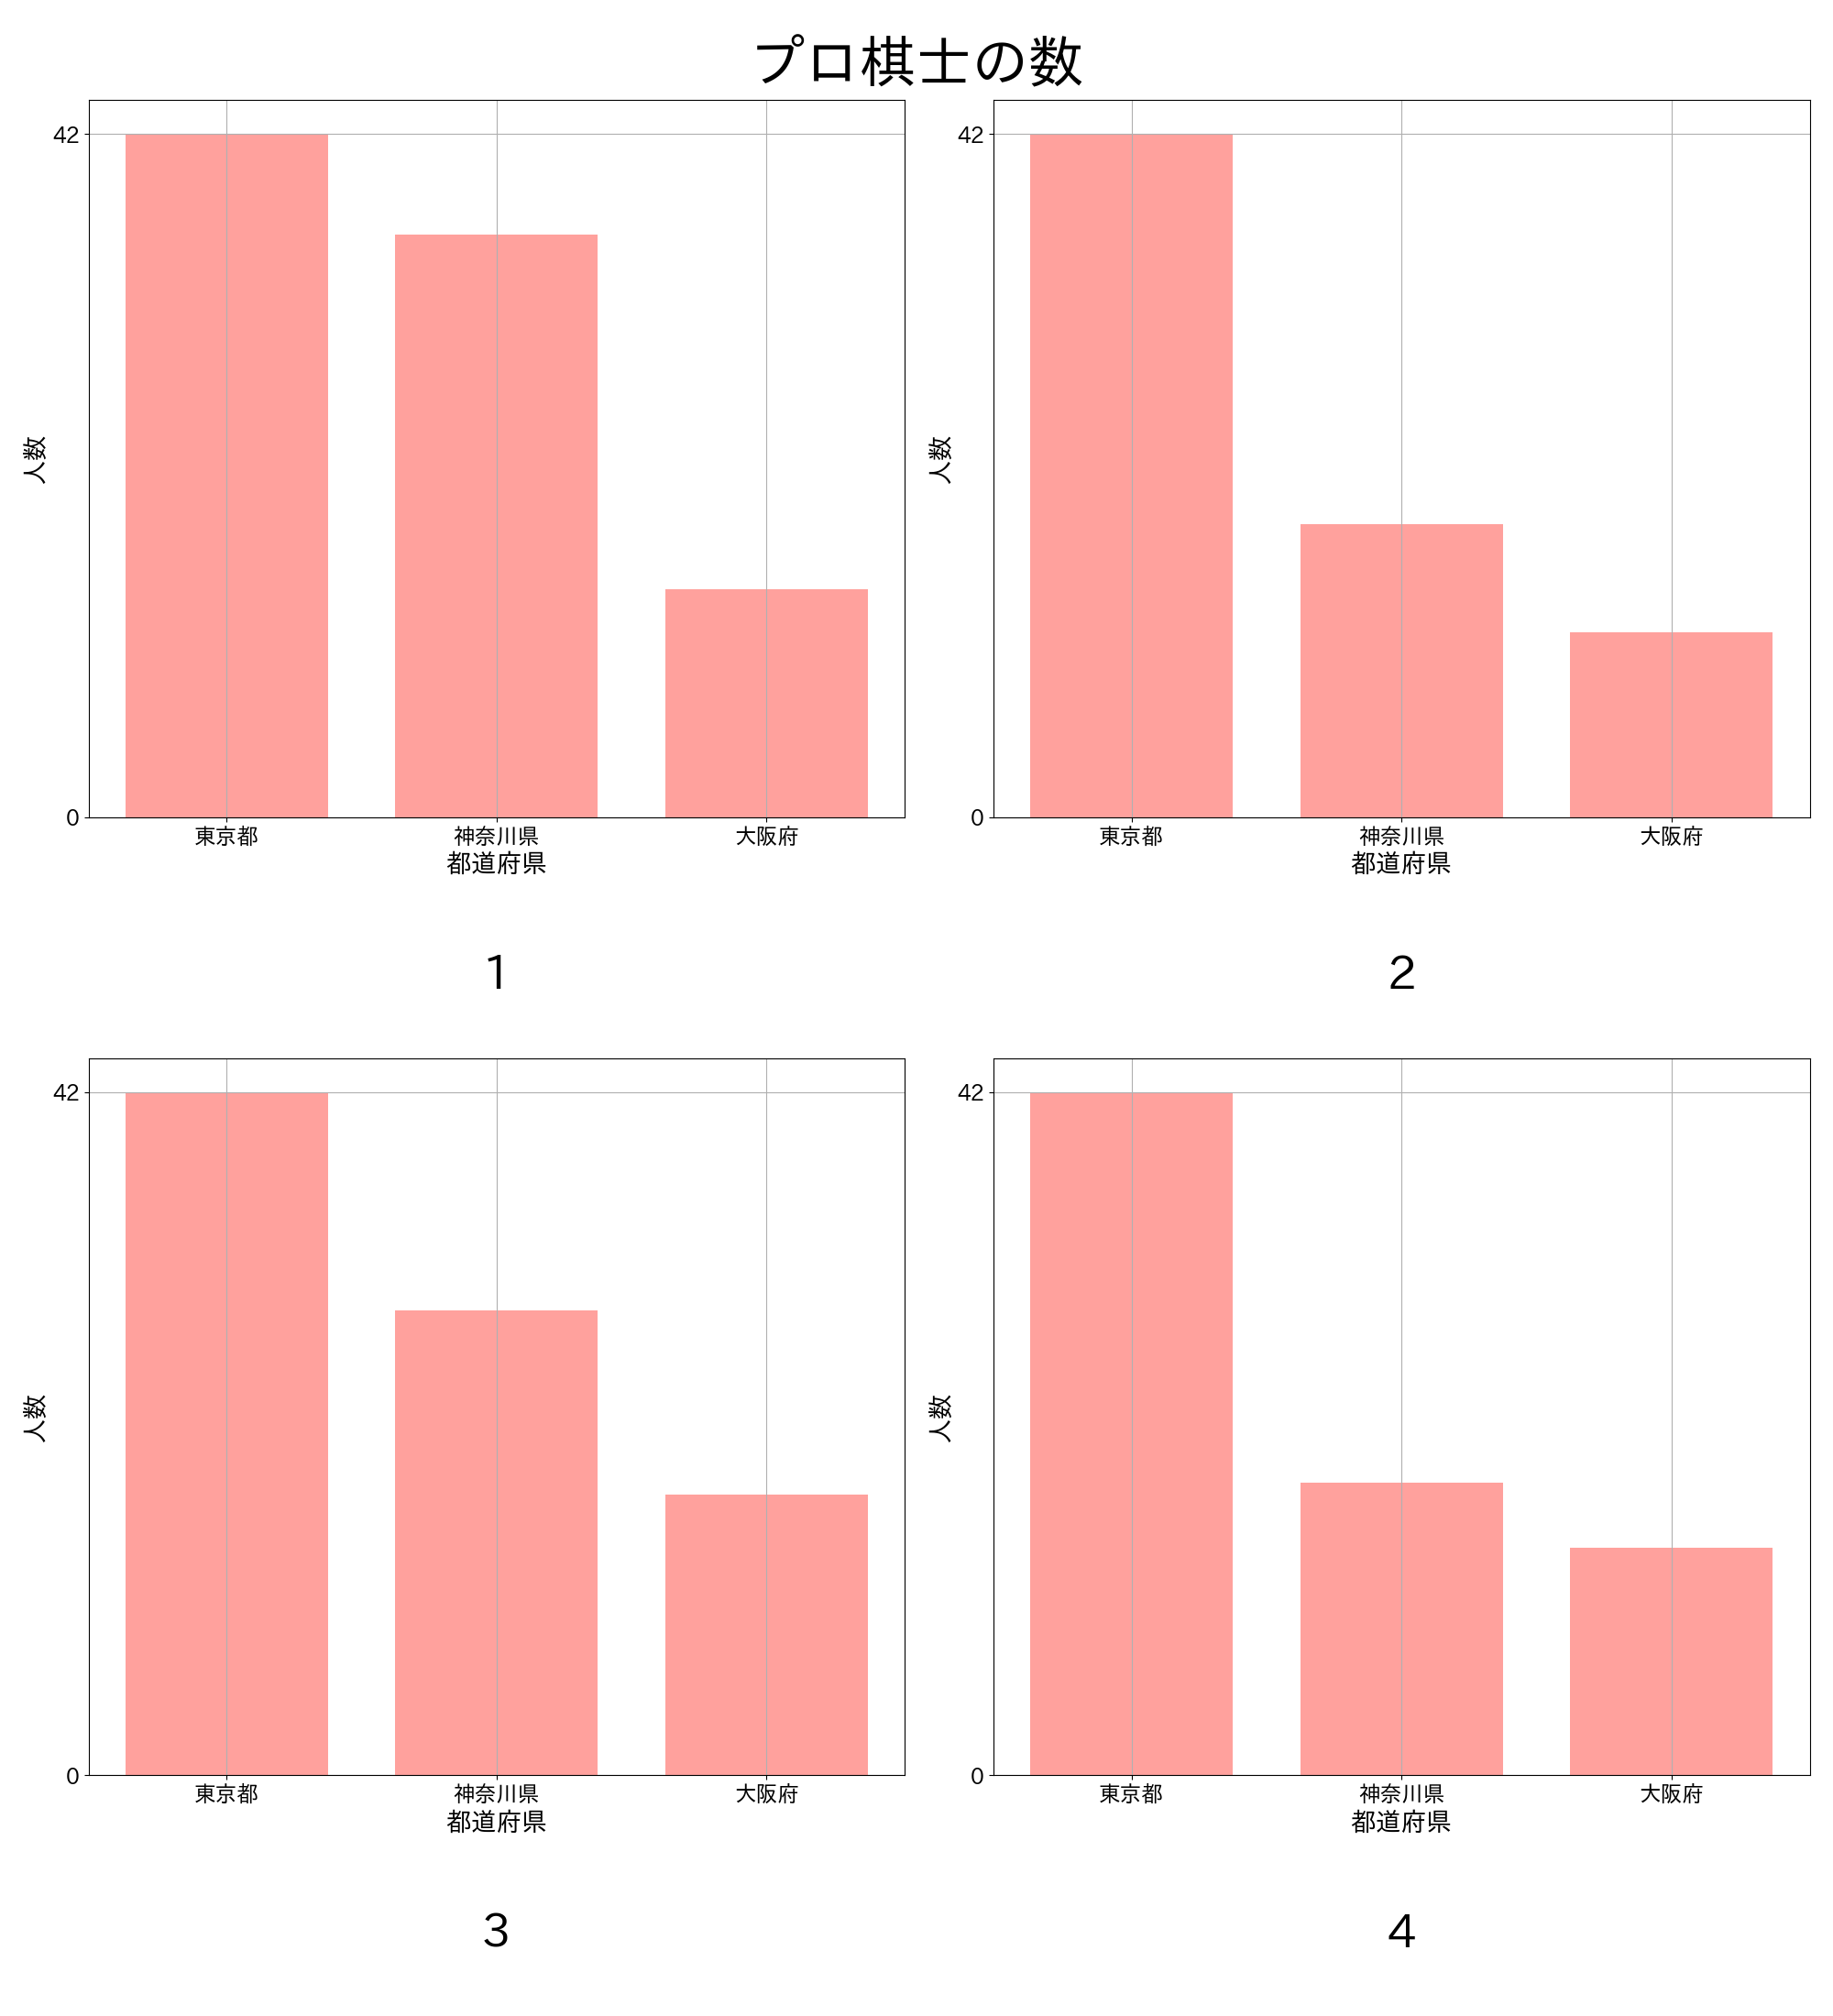 プロ棋士の数
42
0
人数
東京都 神奈川県 大阪府
都道府県
1
42
0
人数
東京都 神奈川県 大阪府
都道府県
2
42
0
人数
東京都 神奈川県 大阪府
都道府県
3
42
0
人数
東京都 神奈川県 大阪府
都道府県
4